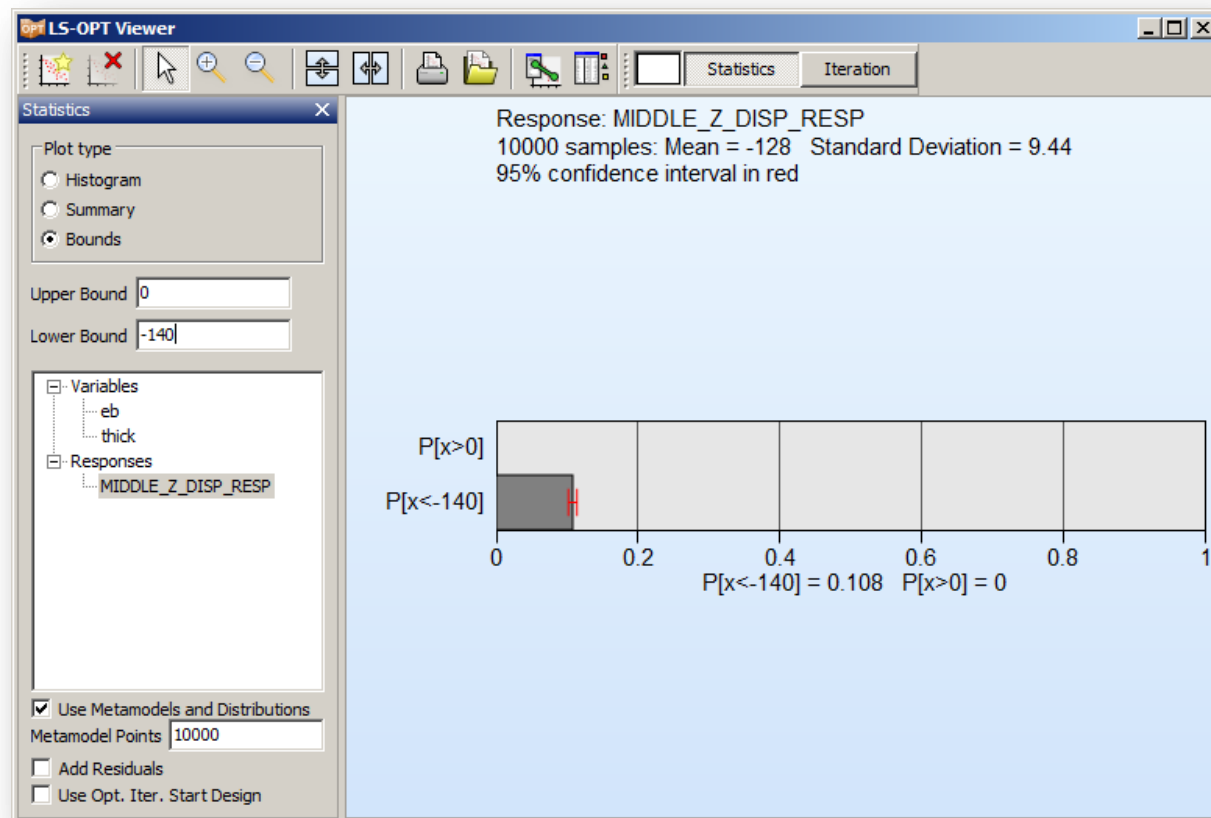 OPT LS-OPT Viewer
Statistics Iteration
Statistics
Plot type
Histogram
Summary
Bounds
Upper Bound 0
Lower Bound -140
Variables
eb
thick
Responses
MIDDLE_Z_DISP_RESP
Use Metamodels and Distributions
Metamodel Points 10000
Add Residuals
Use Opt. Iter. Start Design
Response: MIDDLE_Z_DISP_RESP
10000 samples: Mean = -128 Standard Deviation = 9.44
95% confidence interval in red
P[x>0]
P[x<-140]
0 0.2 0.4 0.6 0.8 1
P[x<-140] = 0.108 P[x>0] = 0